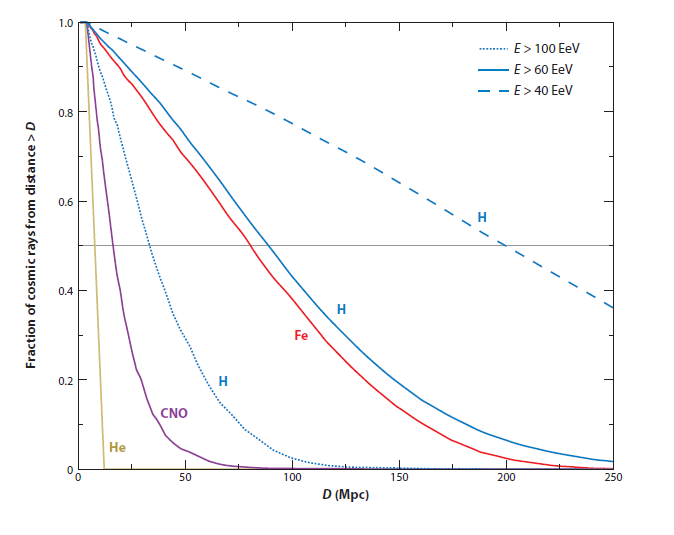 Fraction of cosmic rays from distance > D
1.0
0.8
0.6
0.4
0.2
0
E > 100 EeV
E > 60 EeV
E > 40 EeV
H
H
Fe
H
CNO
He
0
50
100
150
200
250
D (Mpc)